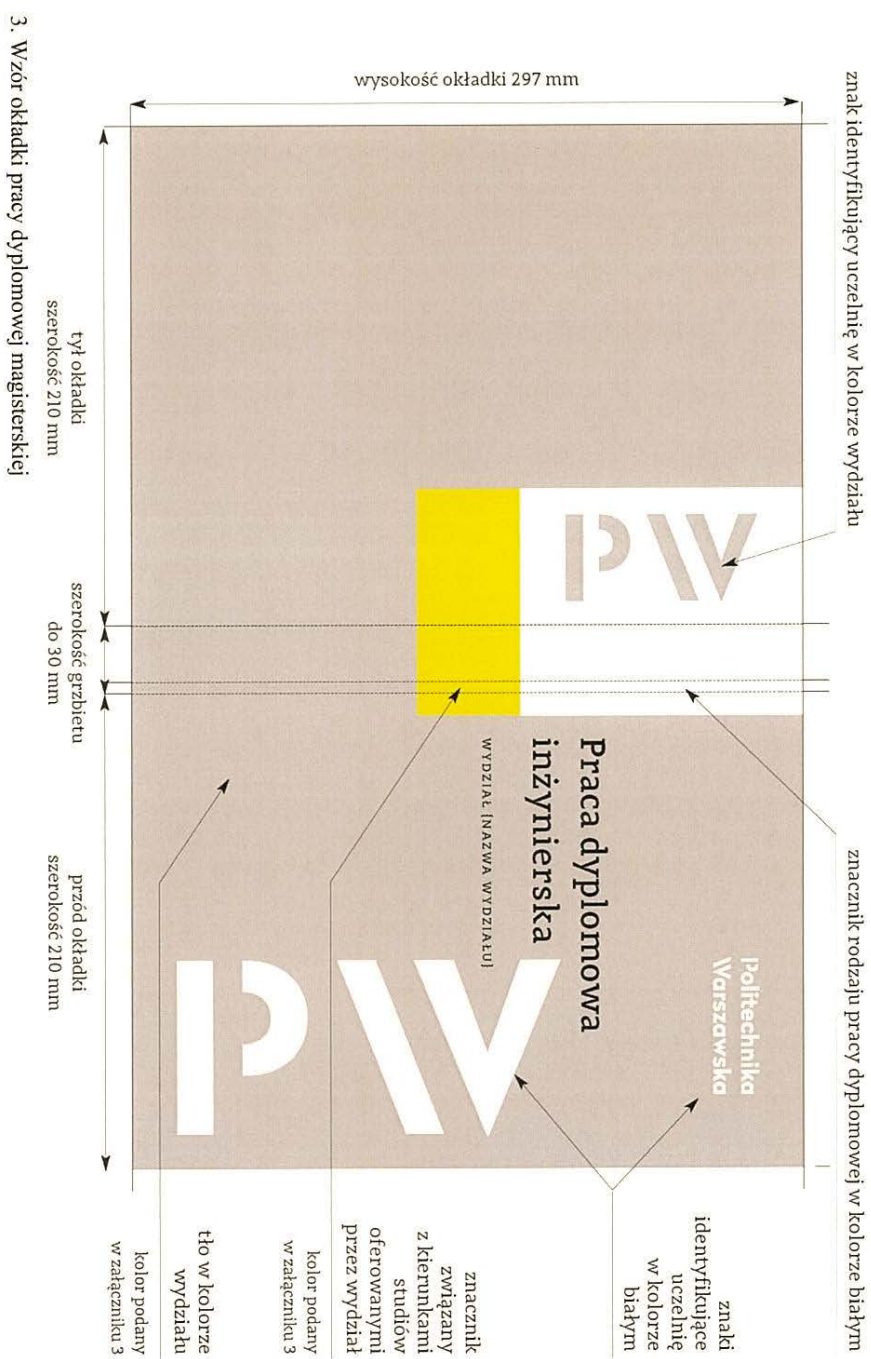 znak identyfikujący uczelnię w kolorze wydziału
znacznik rodzaju pracy dyplomowej w kolorze białym
wysokość okładki 297 mm
PW
Politechnika
Warszawska
Praca dyplomowa
inżynierska
WYDZIAŁ [NAZWA WYDZIAŁU]
PW
znaki
identyfikujące
uczelnię
w kolorze
białym
znacznik
związany
z kierunkami
studiów
oferowanymi
przez wydział
kolor podany
w załączniku 3
tło w kolorze
wydziału
kolor podany
w załączniku 3
tył okładki
szerokość 210 mm
szerokość grzbietu
do 30 mm
przód okładki
szerokość 210 mm
3. Wzór okładki pracy dyplomowej magisterskiej